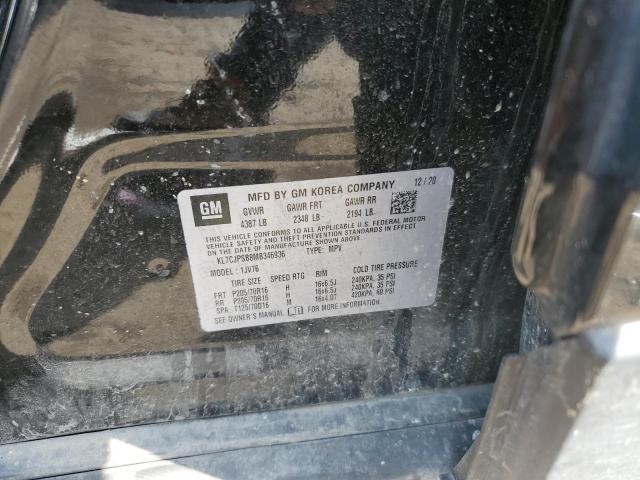 GM
MFD BY GM KOREA COMPANY 12/20
GVWR GAWR FRT GAWR RR
4387 LB 2348 LB 2194 LB
THIS VEHICLE CONFORMS TO ALL APPLICABLE U.S. FEDERAL MOTOR
VEHICLE SAFETY, BUMPER, AND THEFT PREVENTION STANDARDS IN
EFFECT ON THE DATE OF MANUFACTURE SHOWN ABOVE.
KL7CJPSB8MB346936 TYPE: MPV
MODEL: 1JV76
TIRE SIZE SPEED RTG RIM COLD TIRE PRESSURE
FRT P205/70R16 H 16x6.5J 240KPA, 35 PSI
RR P205/70R16 H 16x6.5J 240KPA, 35 PSI
SPA T125/70D16 M 16x4.0T 420KPA, 60 PSI
SEE OWNER'S MANUAL FOR MORE INFORMATION.